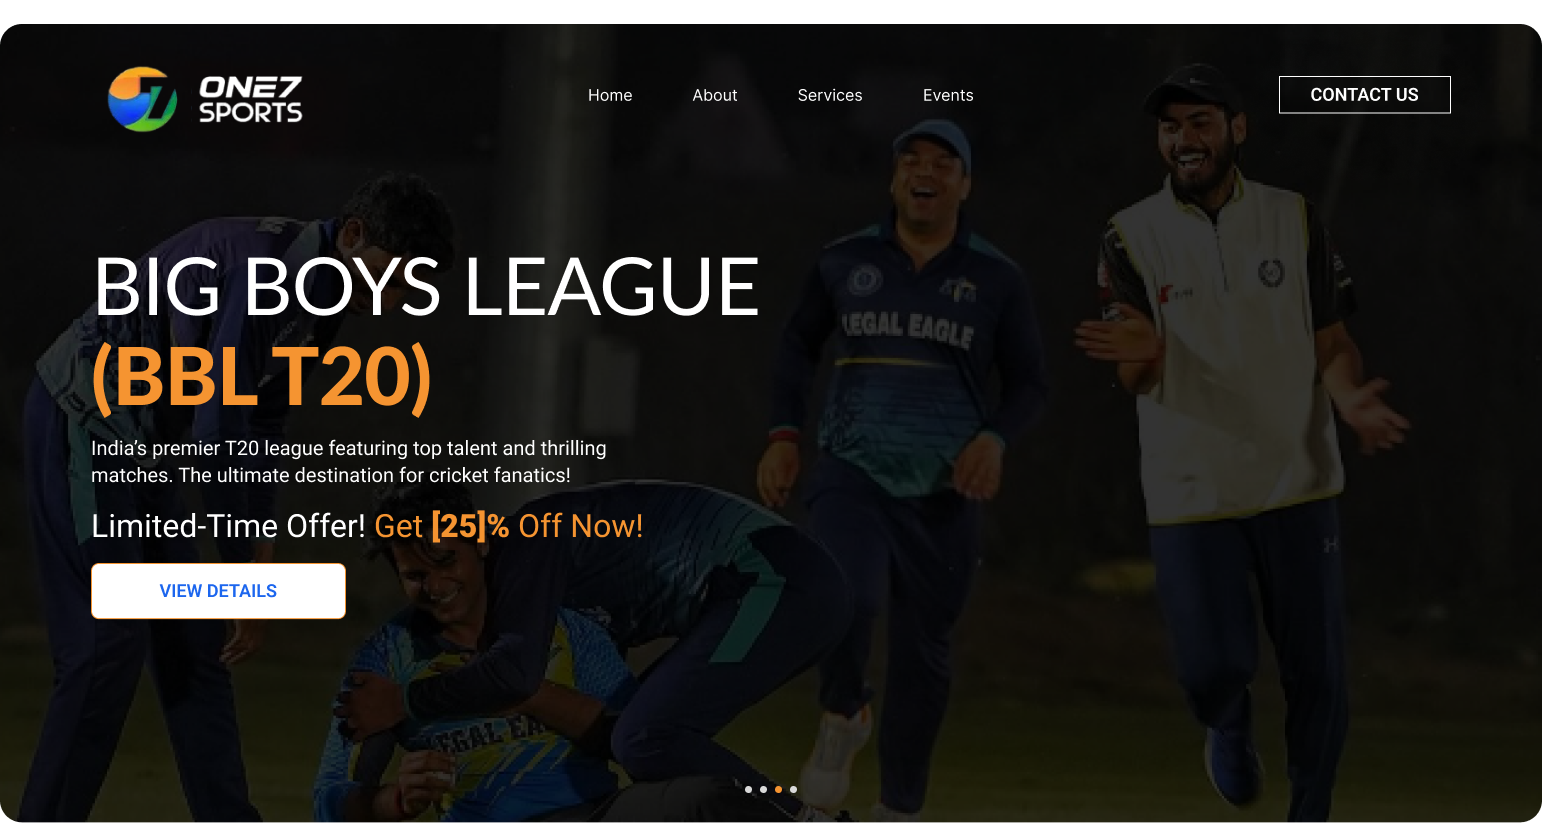 ONE7
SPORTS
Home
About
Services
Events
CONTACT US
BIG BOYS LEAGUE
(BBL T20)
India’s premier T20 league featuring top talent and thrilling
matches. The ultimate destination for cricket fanatics!
Limited-Time Offer! Get [25]% Off Now!
VIEW DETAILS
LEGAL EAGLE
LEGAL EA